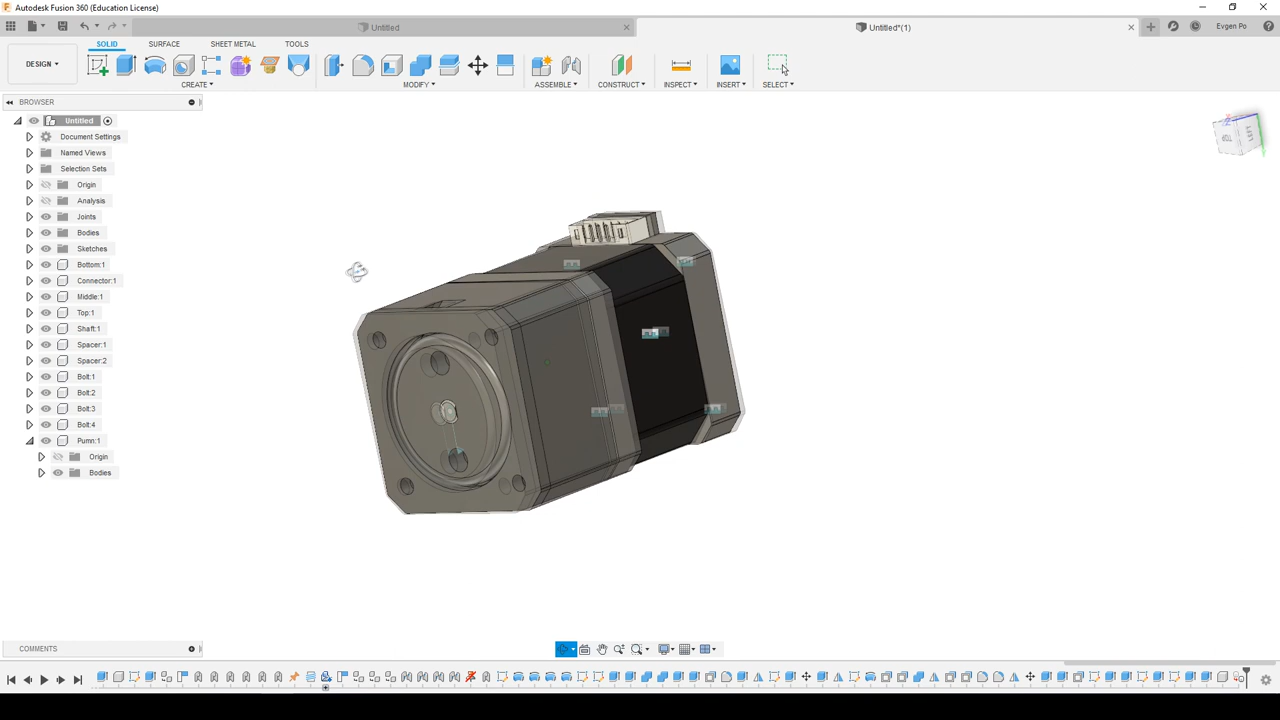 Autodesk Fusion 360 (Education License)
Untitled
Untitled*(1)
Evgen Po
DESIGN
SOLID
SURFACE
SHEET METAL
TOOLS
CREATE
MODIFY
ASSEMBLE
CONSTRUCT
INSPECT
INSERT
SELECT
BROWSER
Untitled
Document Settings
Named Views
Selection Sets
Origin
Analysis
Joints
Bodies
Sketches
Bottom:1
Connector:1
Middle:1
Top:1
Shaft:1
Spacer:1
Spacer:2
Bolt:1
Bolt:2
Bolt:3
Bolt:4
Pumn:1
Origin
Bodies
TOP
LEFT
Z
COMMENTS